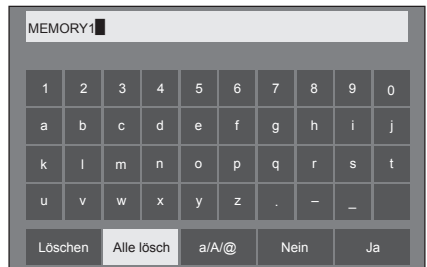 MEMORY1
1 2 3 4 5 6 7 8 9 0
a b c d e f g h i j
k l m n o p q r s t
u v w x y z . – _
Löschen Alle lösch a/A/@ Nein Ja